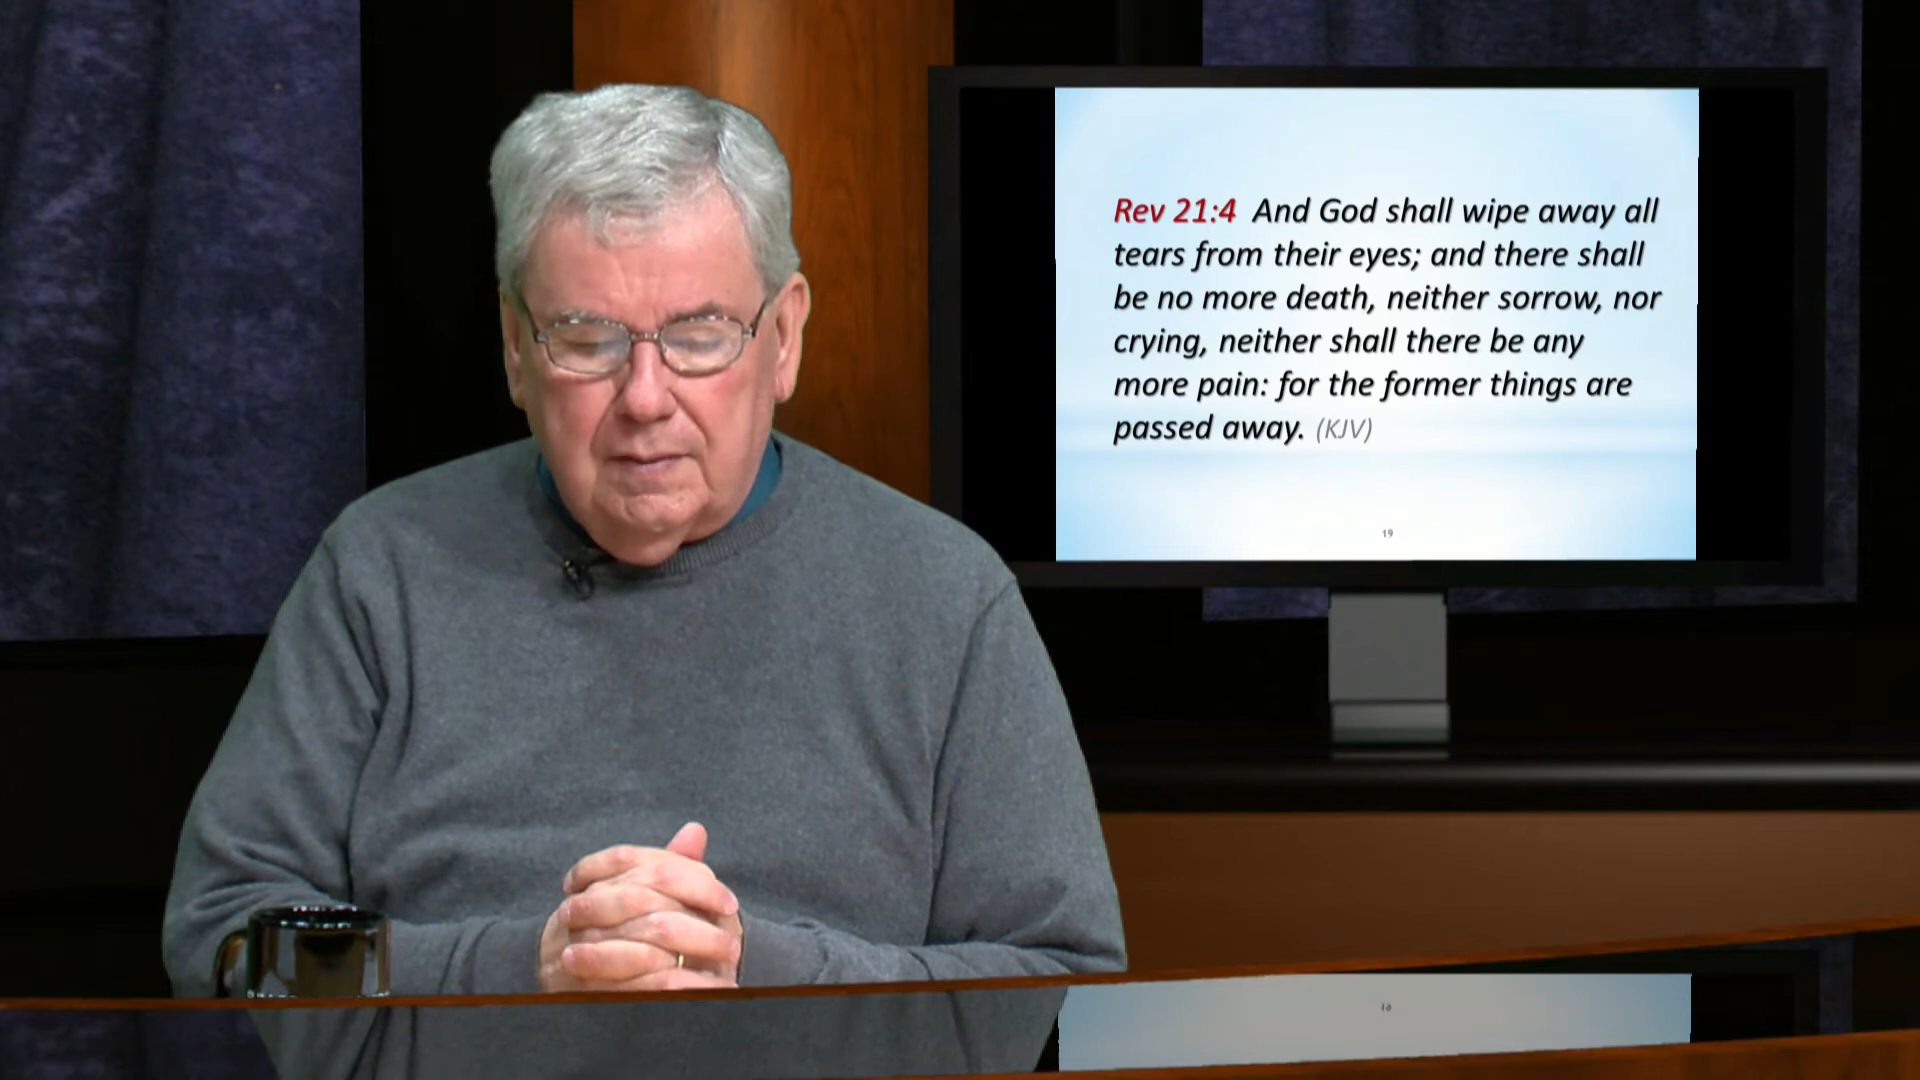 Rev 21:4 And God shall wipe away all
tears from their eyes; and there shall
be no more death, neither sorrow, nor
crying, neither shall there be any
more pain: for the former things are
passed away. (KJV)
19